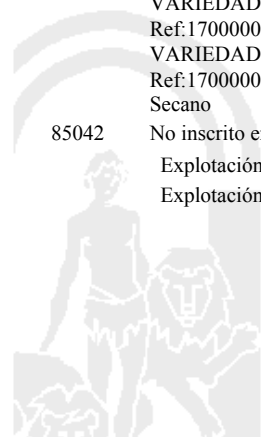 VARIEDAD
Ref:1700000
VARIEDAD
Ref:1700000
Secano
85042 No inscrito e
Explotación
Explotación